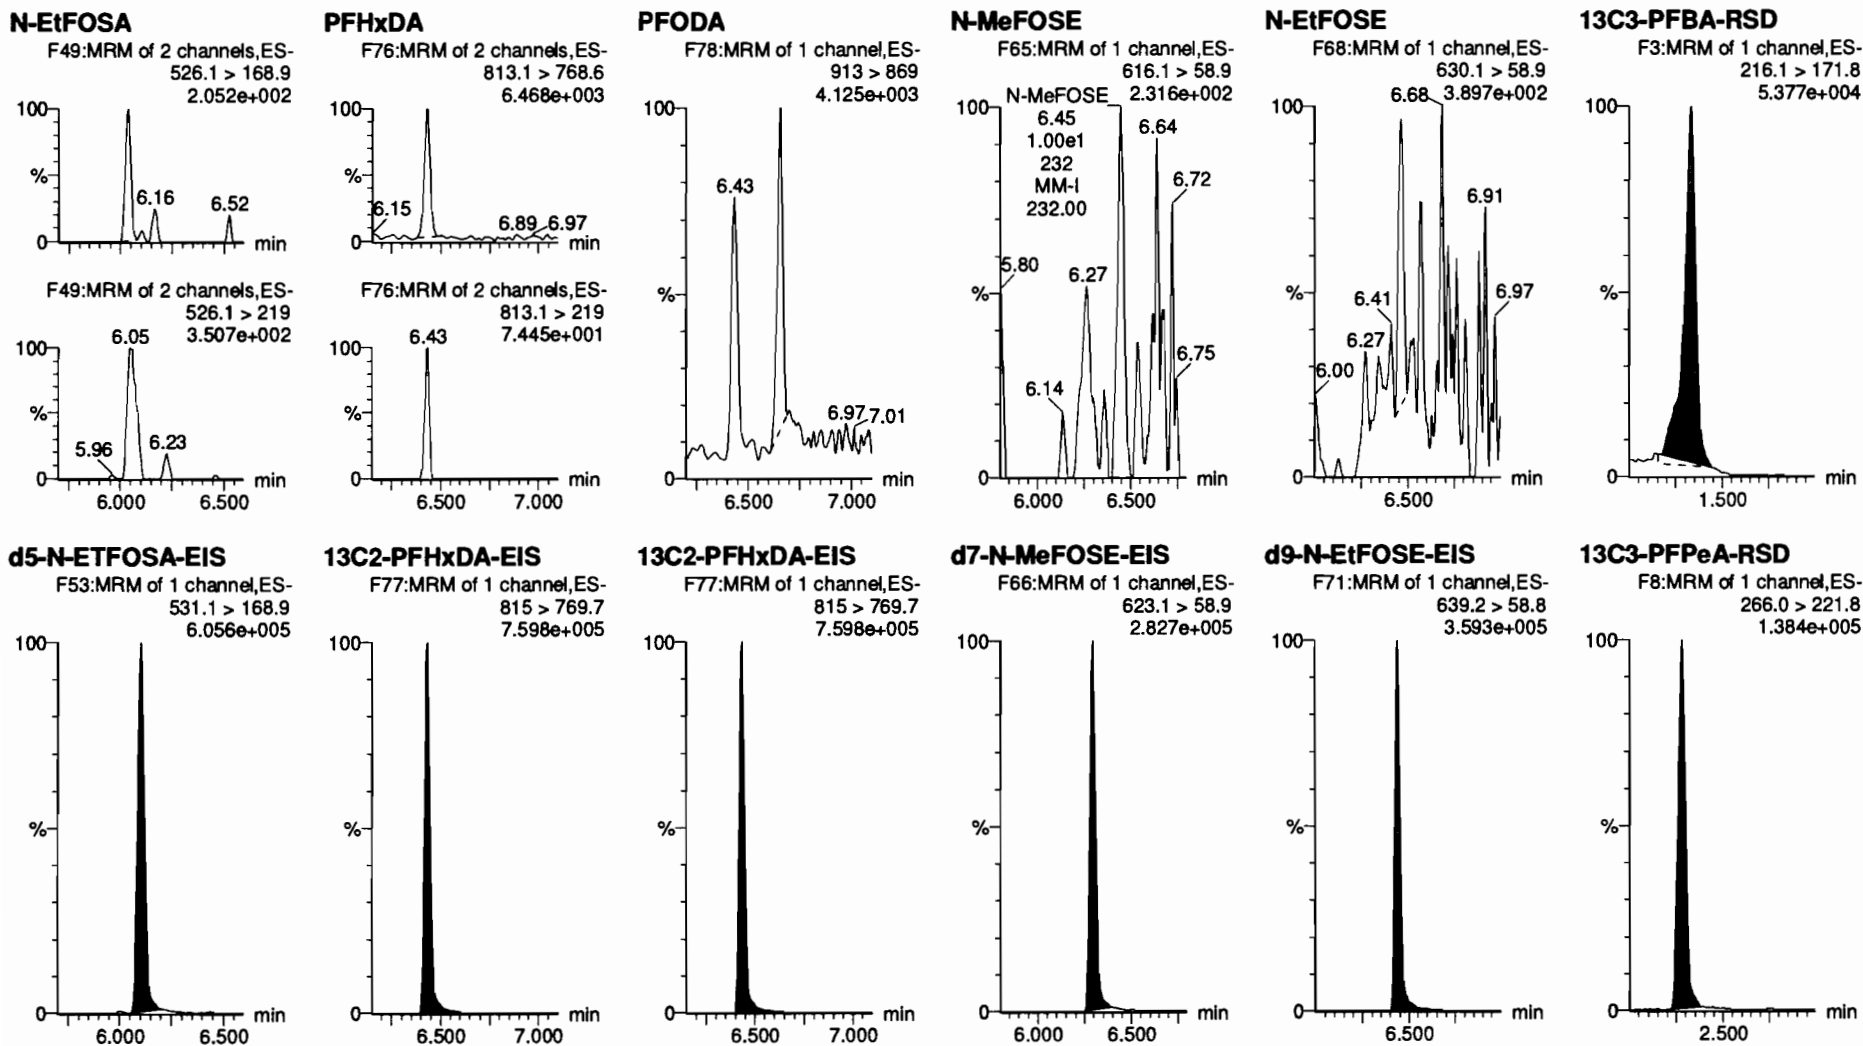 N-EtFOSA
F49:MRM of 2 channels,ES-
526.1 > 168.9
2.052e+002
100
%
0
6.16
6.52
min
F49:MRM of 2 channels,ES-
526.1 > 219
3.507e+002
100
%
0
6.05
5.96
6.23
min
6.000
6.500
PFHxDA
F76:MRM of 2 channels,ES-
813.1 > 768.6
6.468e+003
100
%
0
6.15
6.89
6.97
min
F76:MRM of 2 channels,ES-
813.1 > 219
7.445e+001
100
%
0
6.43
min
6.500
7.000
PFODA
F78:MRM of 1 channel,ES-
913 > 869
4.125e+003
100
%
0
6.43
6.97
7.01
min
6.500
7.000
N-MeFOSE
F65:MRM of 1 channel,ES-
616.1 > 58.9
2.316e+002
N-MeFOSE
6.45
1.00e1
232
MM-I
232.00
100
%
0
5.80
6.14
6.27
6.64
6.72
6.75
min
6.000
6.500
N-EtFOSE
F68:MRM of 1 channel,ES-
630.1 > 58.9
3.897e+002
100
%
0
6.68
6.91
6.41
6.27
6.00
6.97
min
6.500
13C3-PFBA-RSD
F3:MRM of 1 channel,ES-
216.1 > 171.8
5.377e+004
100
%
0
min
1.500
d5-N-ETFOSA-EIS
F53:MRM of 1 channel,ES-
531.1 > 168.9
6.056e+005
100
%
0
min
6.000
6.500
13C2-PFHxDA-EIS
F77:MRM of 1 channel,ES-
815 > 769.7
7.598e+005
100
%
0
min
6.500
7.000
13C2-PFHxDA-EIS
F77:MRM of 1 channel,ES-
815 > 769.7
7.598e+005
100
%
0
min
6.500
7.000
d7-N-MeFOSE-EIS
F66:MRM of 1 channel,ES-
623.1 > 58.9
2.827e+005
100
%
0
min
6.000
6.500
d9-N-EtFOSE-EIS
F71:MRM of 1 channel,ES-
639.2 > 58.8
3.593e+005
100
%
0
min
6.500
13C3-PFPeA-RSD
F8:MRM of 1 channel,ES-
266.0 > 221.8
1.384e+005
100
%
0
min
2.500